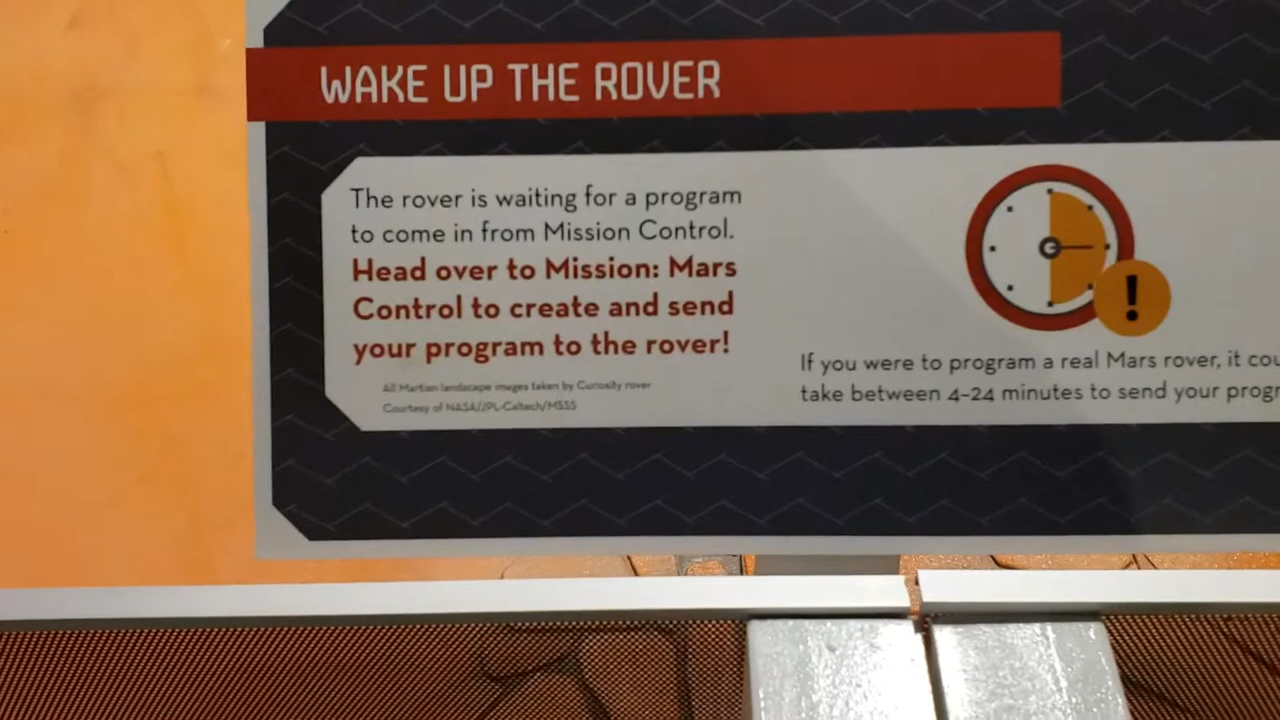 WAKE UP THE ROVER
The rover is waiting for a program
to come in from Mission Control.
Head over to Mission: Mars
Control to create and send
your program to the rover!
All Martian landscape images taken by Curiosity rover
Courtesy of NASA/JPL-Caltech/MSSS
!
If you were to program a real Mars rover, it cou
take between 4-24 minutes to send your progr